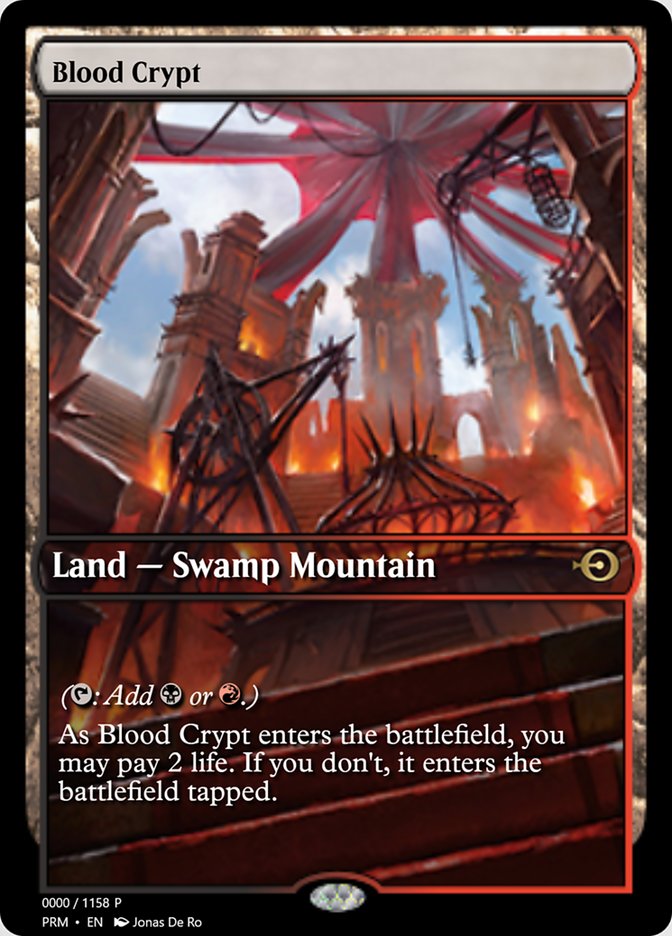 Blood Crypt
Land — Swamp Mountain
(: Add or .)
As Blood Crypt enters the battlefield, you
may pay 2 life. If you don't, it enters the
battlefield tapped.
0000 / 1158 P
PRM • EN Jonas De Ro